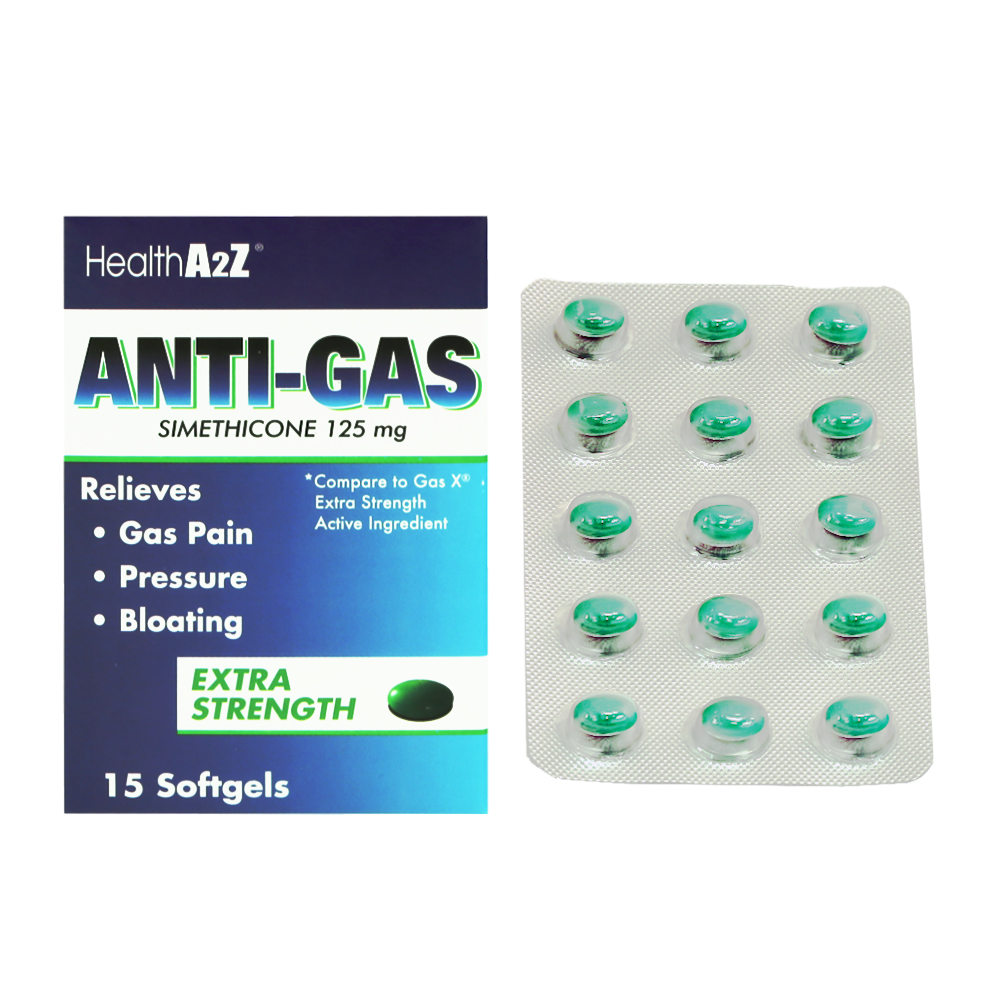 HealthA2Z®
ANTI-GAS
SIMETHICONE 125 mg
Relieves
• Gas Pain
• Pressure
• Bloating
*Compare to Gas X®
Extra Strength
Active Ingredient
EXTRA
STRENGTH
15 Softgels